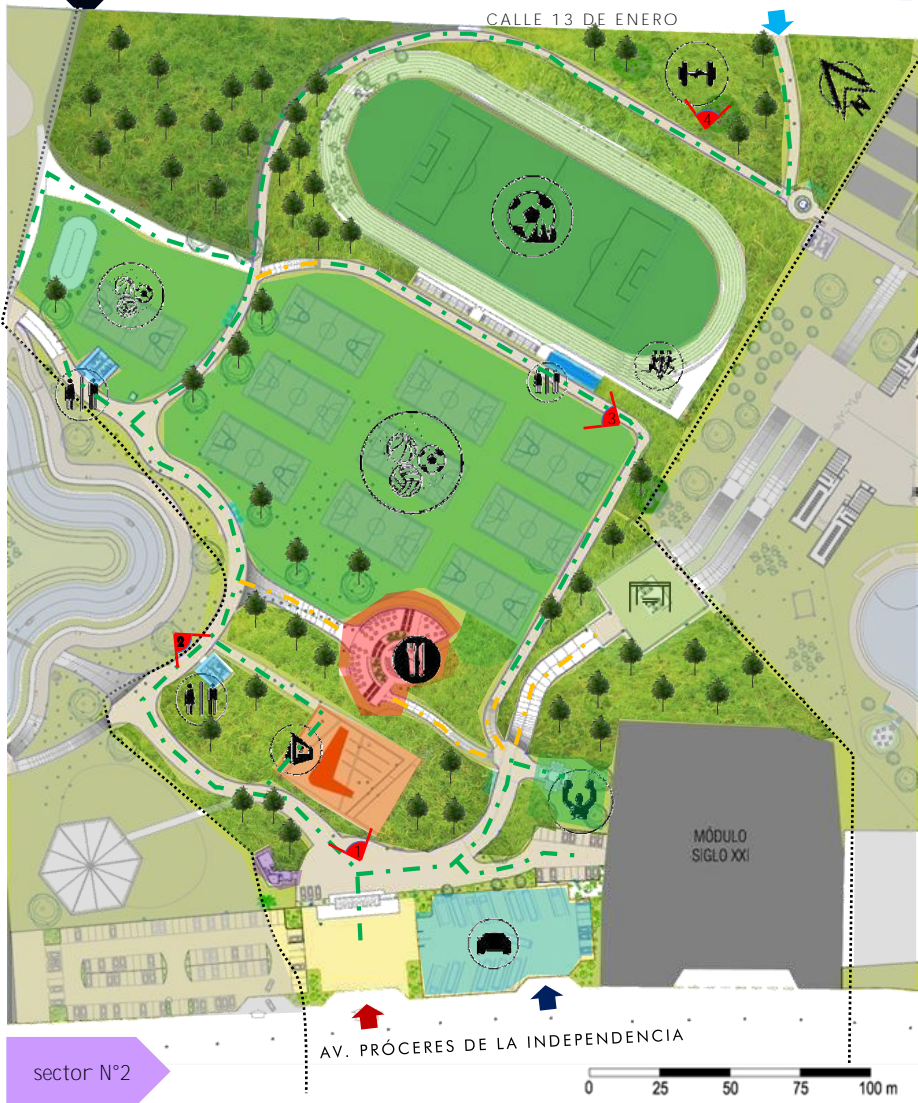 CALLE 13 DE ENERO
4
3
2
1
MÓDULO
SIGLO XXI
AV. PRÓCERES DE LA INDEPENDENCIA
sector N°2
0 25 50 75 100 m